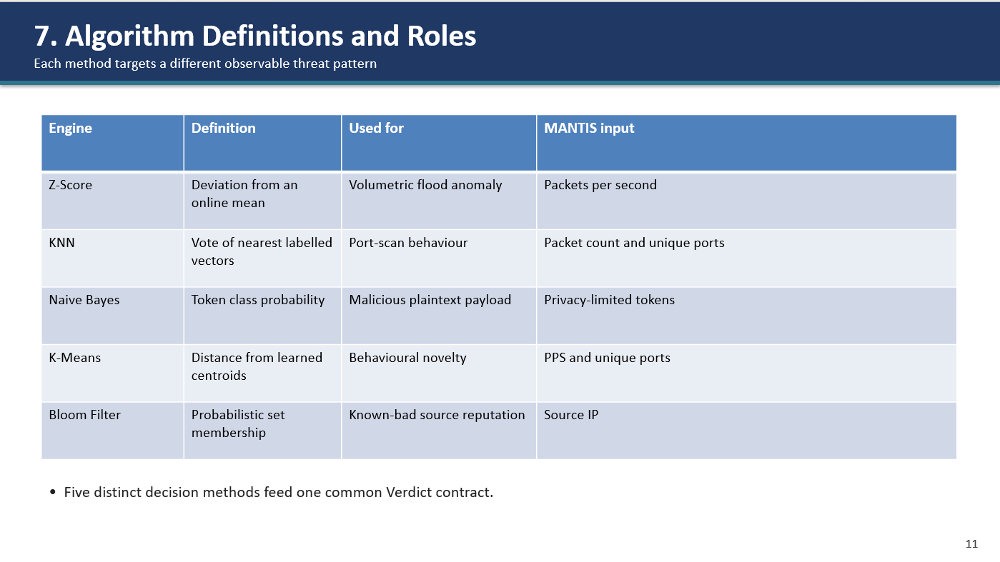 7. Algorithm Definitions and Roles
Each method targets a different observable threat pattern
Engine
Definition
Used for
MANTIS input
Z-Score
Deviation from an
online mean
Volumetric flood anomaly
Packets per second
KNN
Vote of nearest labelled
vectors
Port-scan behaviour
Packet count and unique ports
Naive Bayes
Token class probability
Malicious plaintext payload
Privacy-limited tokens
K-Means
Distance from learned
centroids
Behavioural novelty
PPS and unique ports
Bloom Filter
Probabilistic set
membership
Known-bad source reputation
Source IP
• Five distinct decision methods feed one common Verdict contract.
11